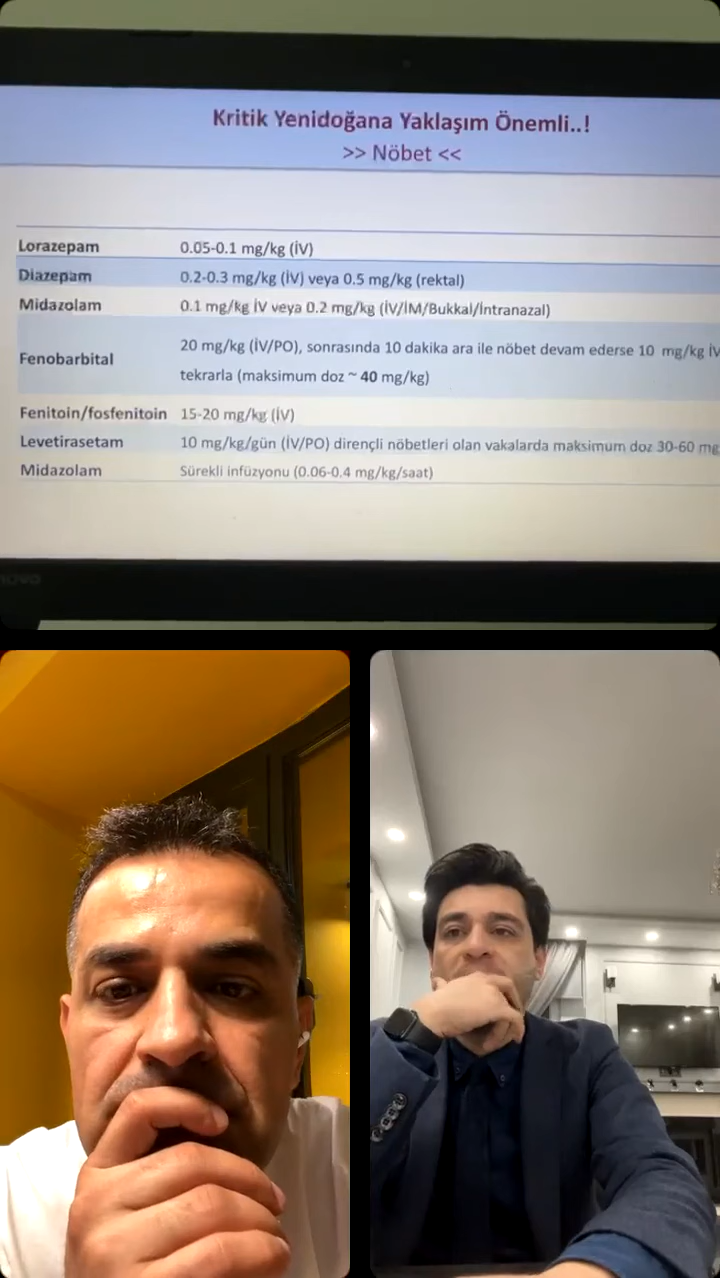 Kritik Yenidoğana Yaklaşım Önemli..!
>> Nöbet <<
Lorazepam 0.05-0.1 mg/kg (İV)
Diazepam 0.2-0.3 mg/kg (İV) veya 0.5 mg/kg (rektal)
Midazolam 0.1 mg/kg İV veya 0.2 mg/kg (İV/İM/Bukkal/İntranazal)
Fenobarbital 20 mg/kg (İV/PO), sonrasında 10 dakika ara ile nöbet devam ederse 10 mg/kg İV
tekrarla (maksimum doz ~ 40 mg/kg)
Fenitoin/fosfenitoin 15-20 mg/kg (İV)
Levetirasetam 10 mg/kg/gün (İV/PO) dirençli nöbetleri olan vakalarda maksimum doz 30-60 mg
Midazolam Sürekli infüzyonu (0.06-0.4 mg/kg/saat)